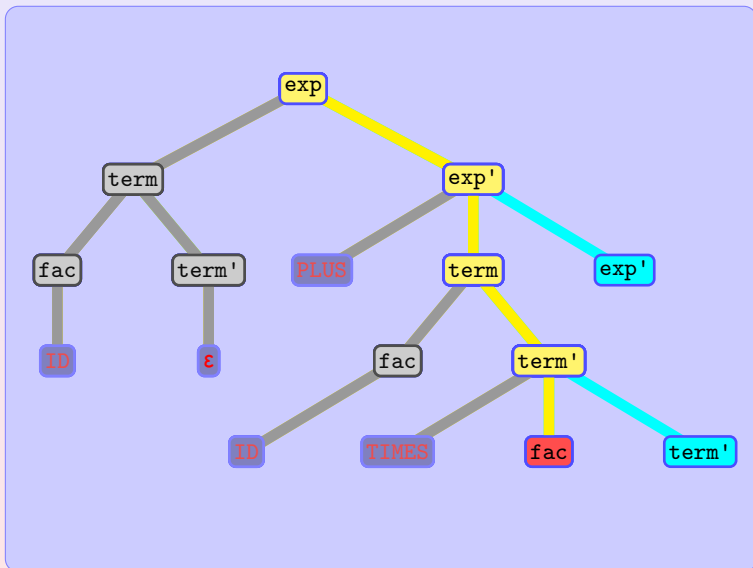 exp
term exp'
fac term' PLUS term exp'
ID ε fac term'
ID TIMES fac term'